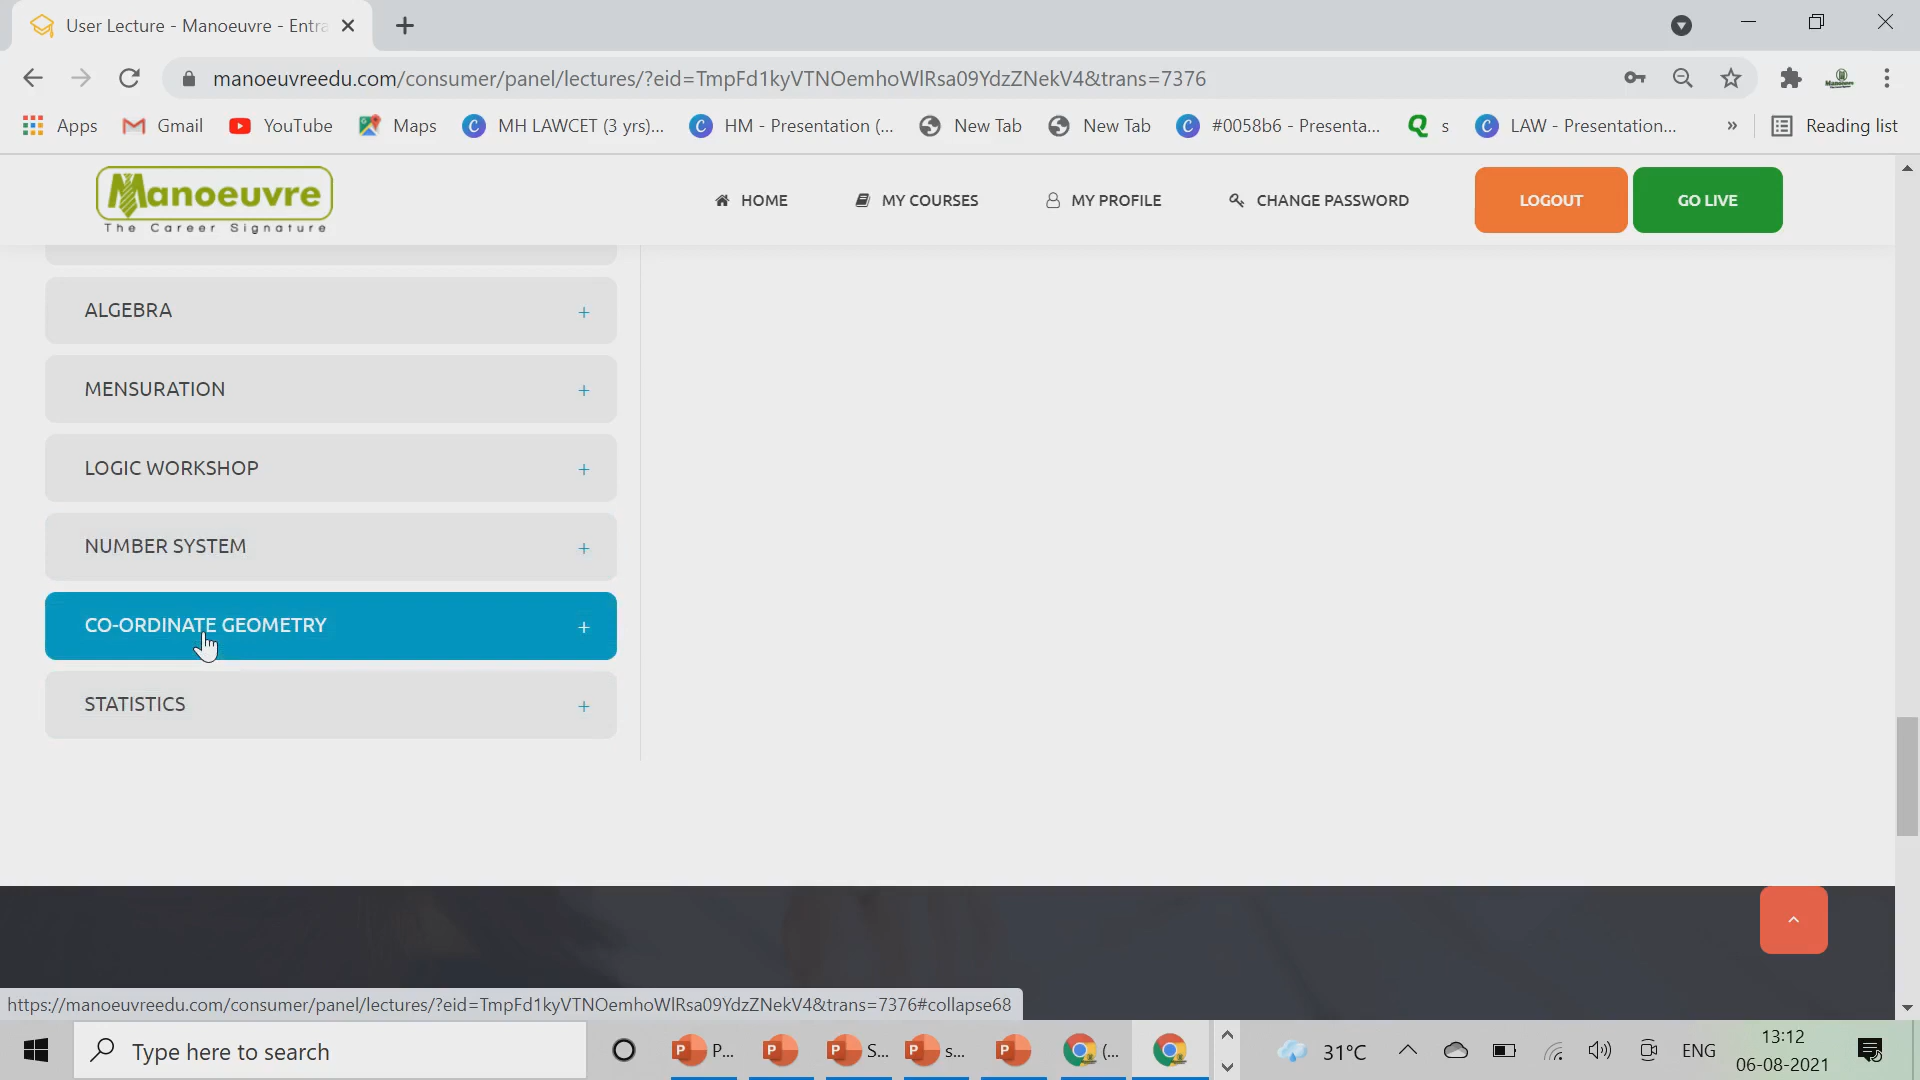 User Lecture - Manoeuvre - Entra
manoeuvreedu.com/consumer/panel/lectures/?eid=TmpFd1kyVTNOemhoWlRsa09YdzZNekV4&trans=7376
Apps
Gmail
YouTube
Maps
C MH LAWCET (3 yrs)...
C HM - Presentation (...
New Tab
New Tab
C #0058b6 - Presenta...
Q s
C LAW - Presentation...
»
Reading list
Manoeuvre
The Career Signature
HOME
MY COURSES
MY PROFILE
CHANGE PASSWORD
LOGOUT
GO LIVE
ALGEBRA +
MENSURATION +
LOGIC WORKSHOP +
NUMBER SYSTEM +
CO-ORDINATE GEOMETRY +
STATISTICS +
https://manoeuvreedu.com/consumer/panel/lectures/?eid=TmpFd1kyVTNOemhoWlRsa09YdzZNekV4&trans=7376#collapse68
Type here to search
P P...
P
P S...
P s...
P
(...
31°C
ENG
13:12
06-08-2021